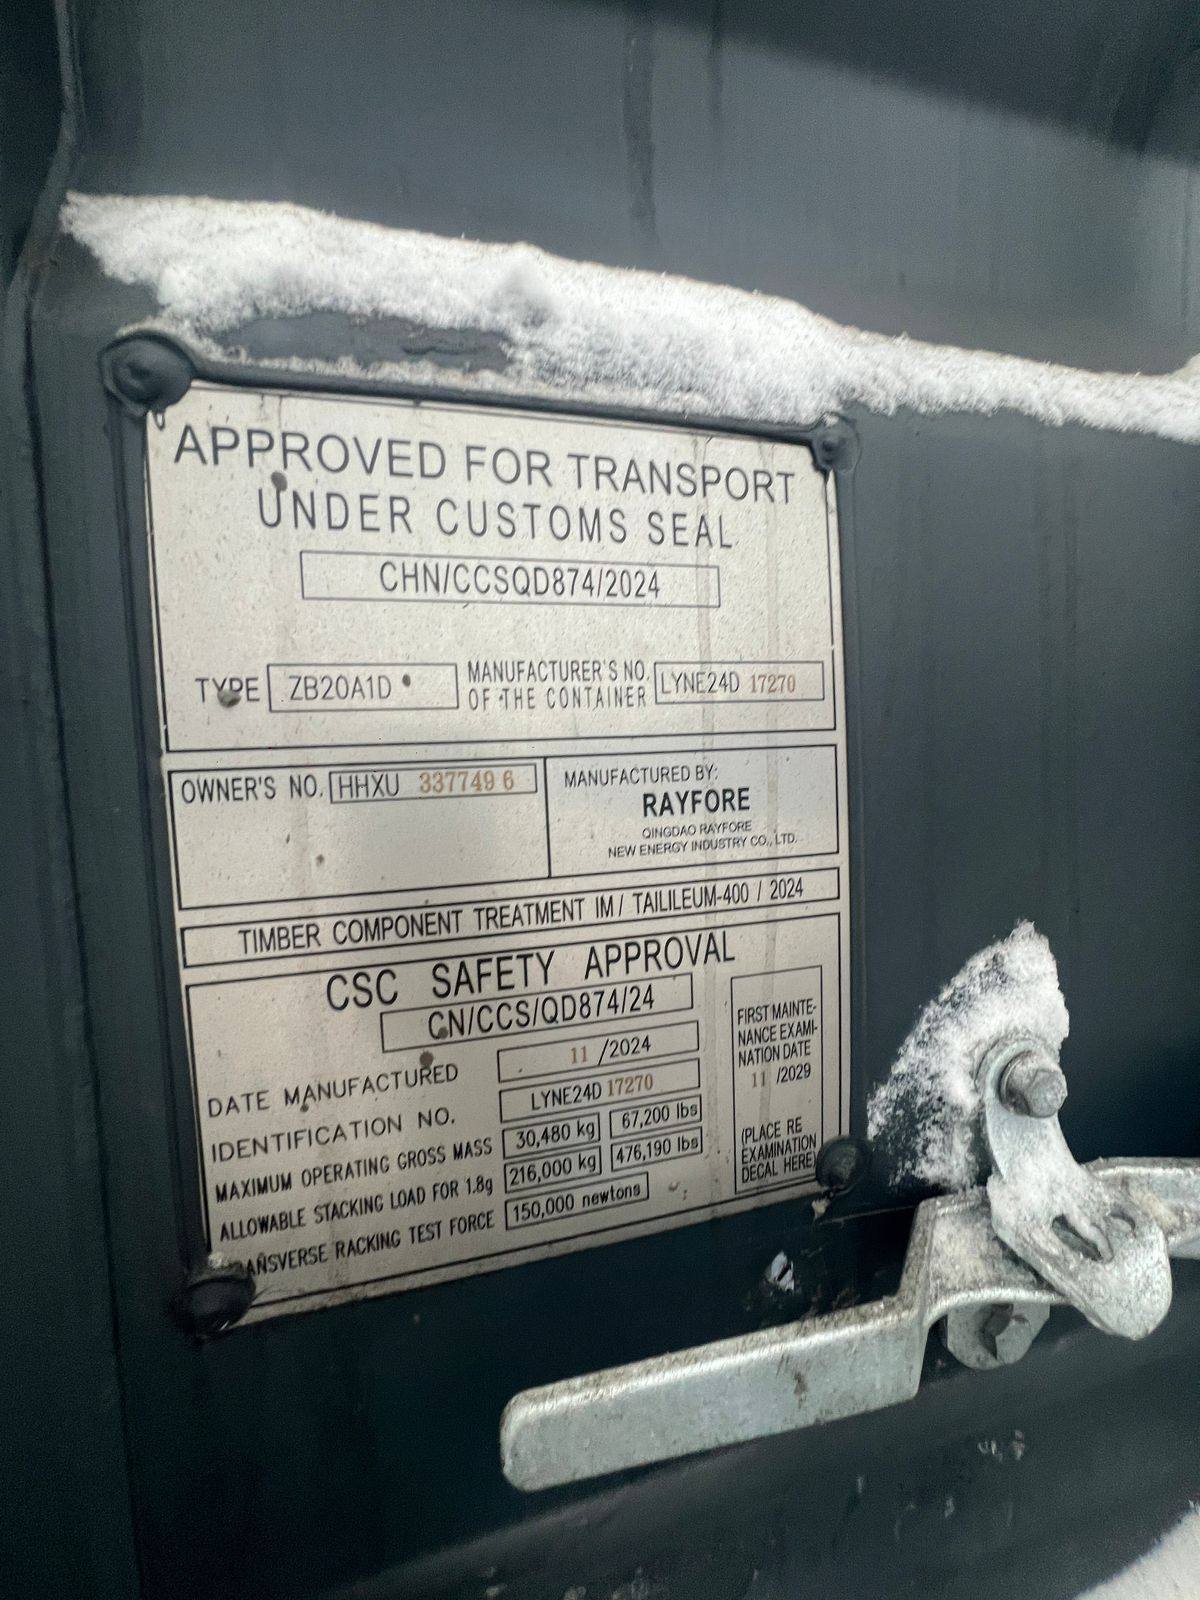 APPROVED FOR TRANSPORT
UNDER CUSTOMS SEAL
CHN/CCSQD874/2024
TYPE ZB20A1D
MANUFACTURER'S NO.
OF THE CONTAINER
LYNE24D 17270
OWNER'S NO. HHXU 337749 6
MANUFACTURED BY:
RAYFORE
QINGDAO RAYFORE
NEW ENERGY INDUSTRY CO., LTD.
TIMBER COMPONENT TREATMENT IM / TAILILEUM-400 / 2024
CSC SAFETY APPROVAL
CN/CCS/QD874/24
DATE MANUFACTURED 11 /2024
IDENTIFICATION NO. LYNE24D 17270
MAXIMUM OPERATING GROSS MASS 30,480 kg 67,200 lbs
ALLOWABLE STACKING LOAD FOR 1.8g 216,000 kg 476,190 lbs
TRANSVERSE RACKING TEST FORCE 150,000 newtons
FIRST MAINTE-
NANCE EXAMI-
NATION DATE
11 /2029
(PLACE RE
EXAMINATION
DECAL HERE)